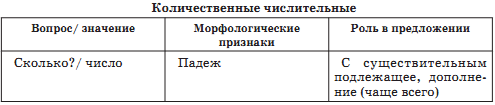 Количественные числительные
Вопрос/ значение
Морфологические признаки
Роль в предложении
Сколько?/ число
Падеж
С существительным
подлежащее, дополне-
ние (чаще всего)